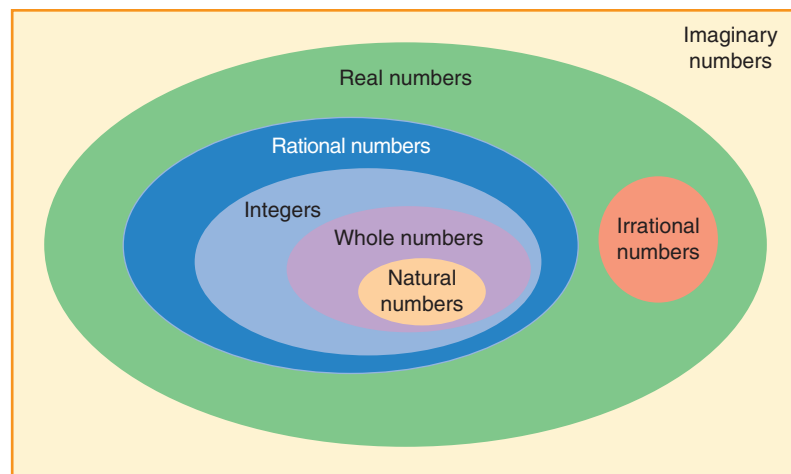 Imaginary
numbers
Real numbers
Rational numbers
Integers
Whole numbers
Natural
numbers
Irrational
numbers